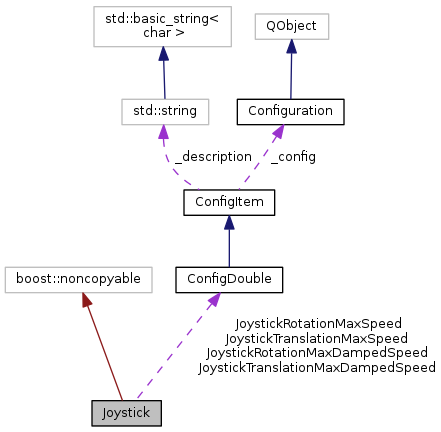 std::basic_string<
char >
QObject
std::string
Configuration
_description
_config
ConfigItem
boost::noncopyable
ConfigDouble
JoystickRotationMaxSpeed
JoystickTranslationMaxSpeed
JoystickRotationMaxDampedSpeed
JoystickTranslationMaxDampedSpeed
Joystick